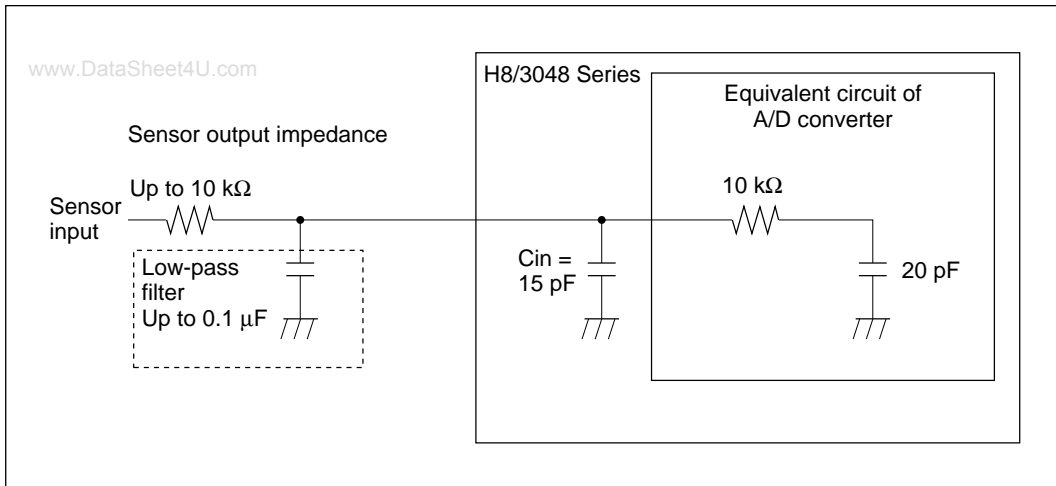 www.DataSheet4U.com
H8/3048 Series
Equivalent circuit of
A/D converter
Sensor output impedance
Up to 10 kΩ
10 kΩ
Sensor
input
Low-pass
filter
Up to 0.1 μF
Cin =
15 pF
20 pF